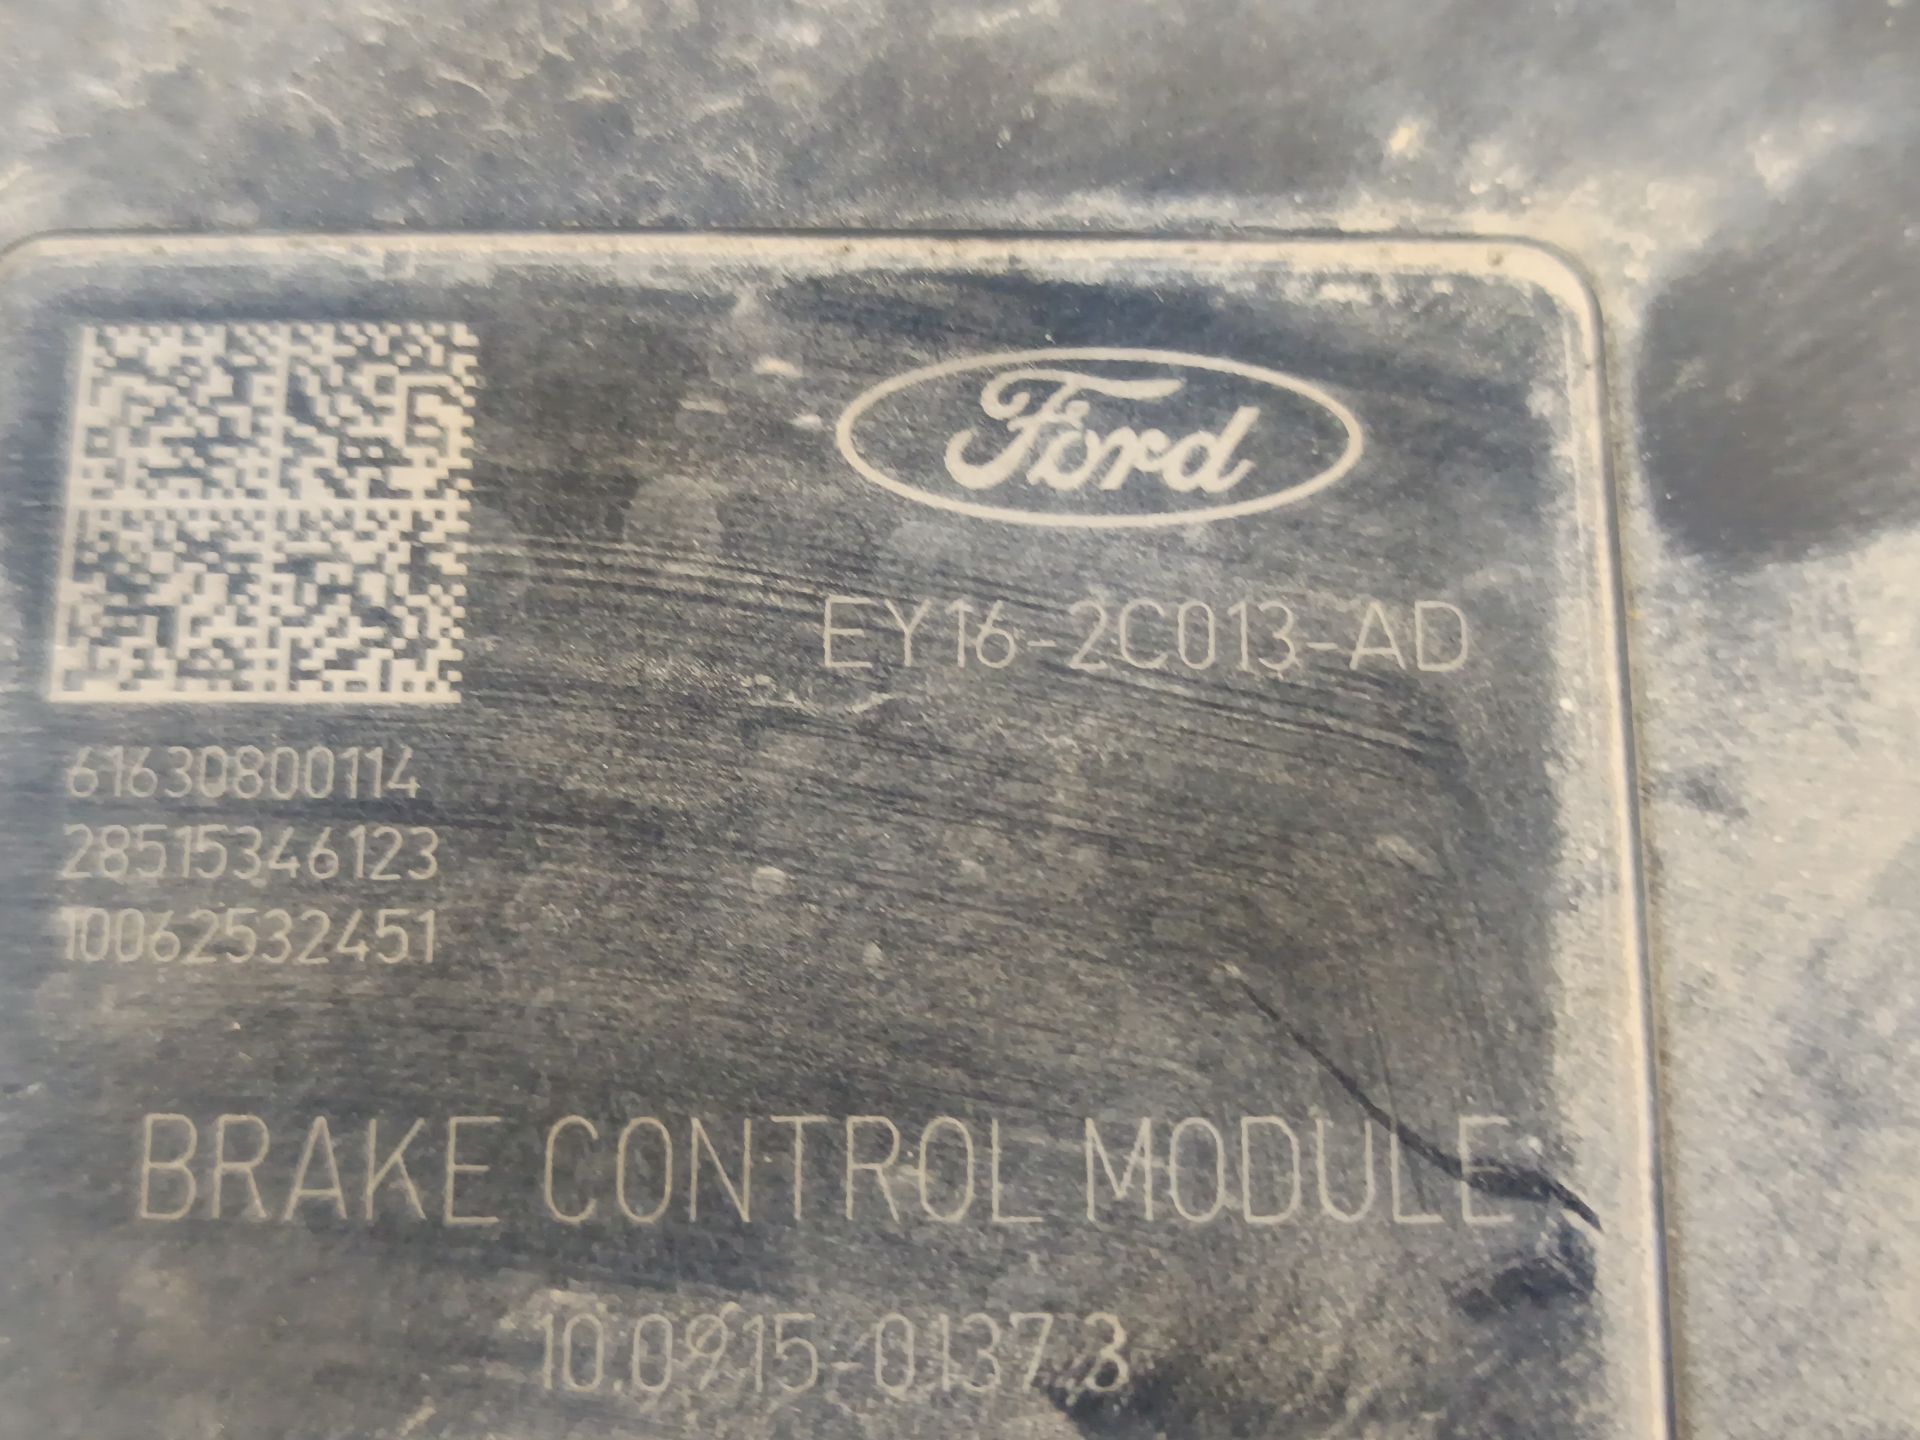 Ford
EY16-2C013-AD
61630800114
28515346123
10062532451
BRAKE CONTROL MODULE
10.0915-0137.3